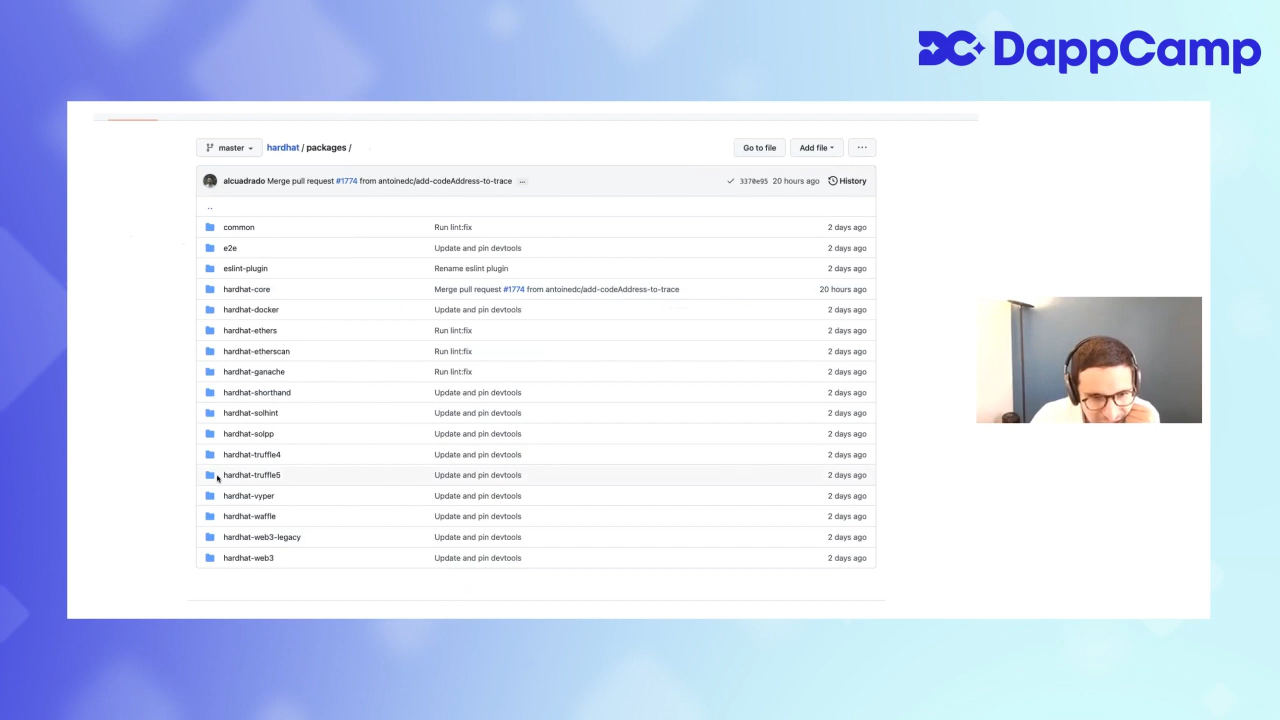 DappCamp
master hardhat / packages / Go to file Add file ...
alcuadrado Merge pull request #1774 from antoinedc/add-codeAddress-to-trace ... 3370e95 20 hours ago History
..
common Run lint:fix 2 days ago
e2e Update and pin devtools 2 days ago
eslint-plugin Rename eslint plugin 2 days ago
hardhat-core Merge pull request #1774 from antoinedc/add-codeAddress-to-trace 20 hours ago
hardhat-docker Update and pin devtools 2 days ago
hardhat-ethers Run lint:fix 2 days ago
hardhat-etherscan Run lint:fix 2 days ago
hardhat-ganache Run lint:fix 2 days ago
hardhat-shorthand Update and pin devtools 2 days ago
hardhat-solhint Update and pin devtools 2 days ago
hardhat-solpp Update and pin devtools 2 days ago
hardhat-truffle4 Update and pin devtools 2 days ago
hardhat-truffle5 Update and pin devtools 2 days ago
hardhat-vyper Update and pin devtools 2 days ago
hardhat-waffle Update and pin devtools 2 days ago
hardhat-web3-legacy Update and pin devtools 2 days ago
hardhat-web3 Update and pin devtools 2 days ago